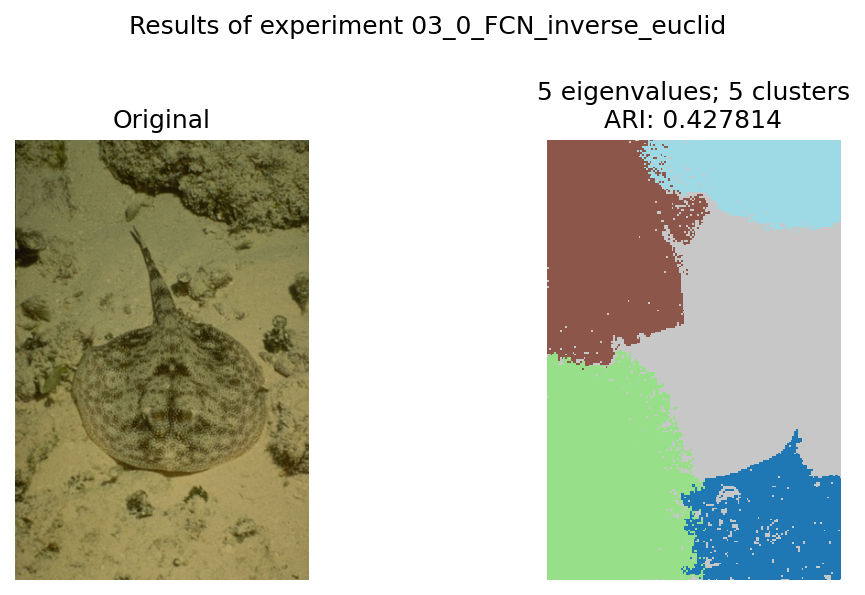 Results of experiment 03_0_FCN_inverse_euclid
Original
5 eigenvalues; 5 clusters
ARI: 0.427814